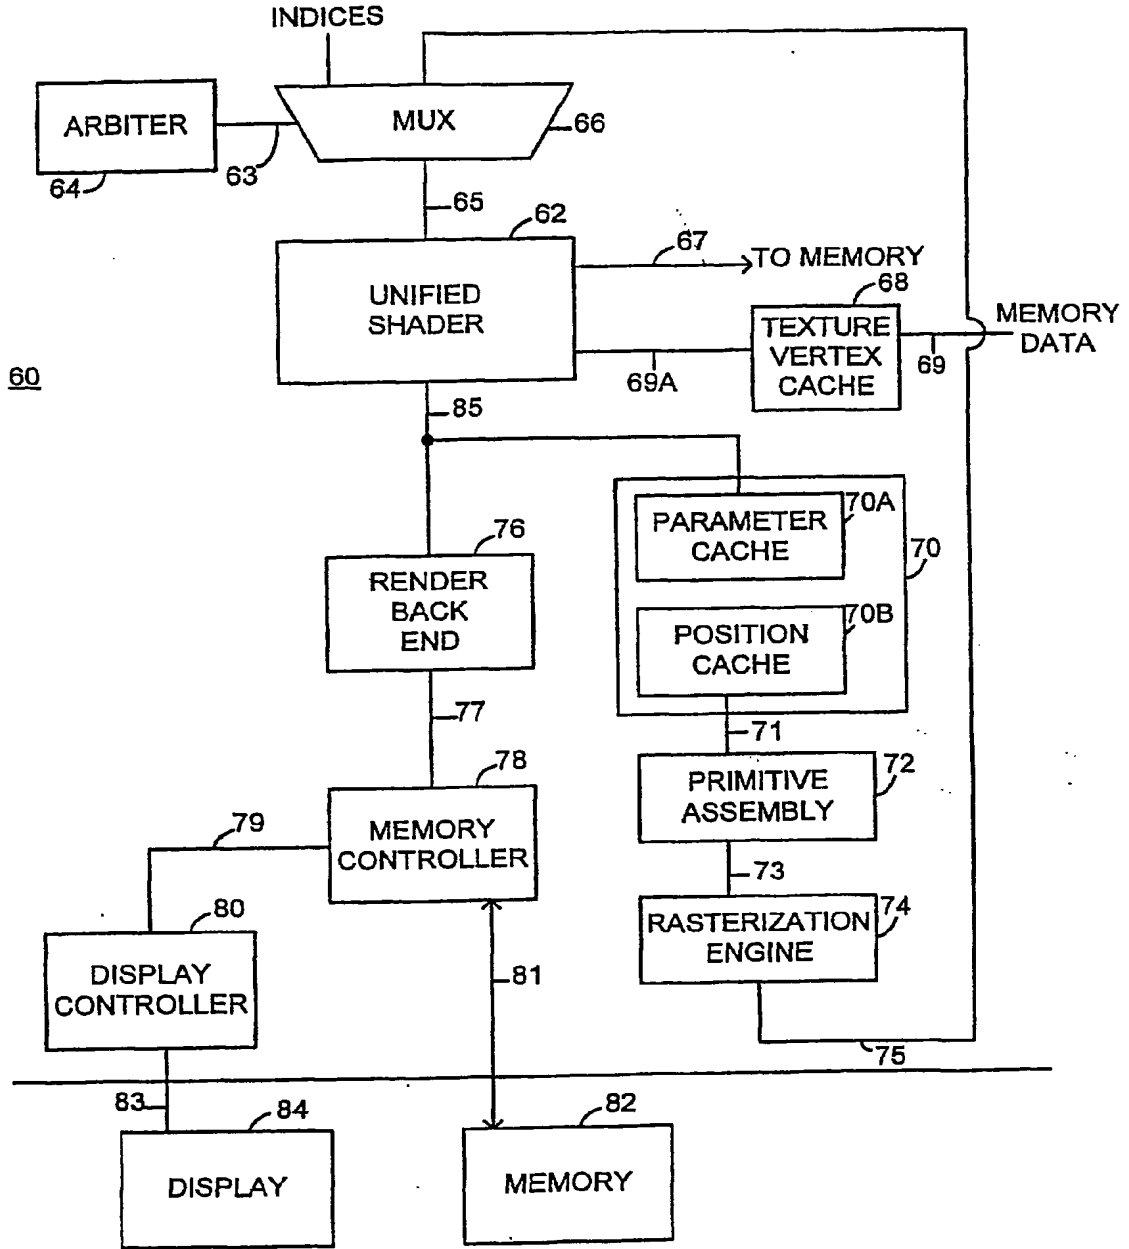 INDICES
ARBITER
MUX
66
64
63
65
62
67
TO MEMORY
UNIFIED
SHADER
68
TEXTURE
VERTEX
CACHE
MEMORY
DATA
69
69A
60
85
70A
PARAMETER
CACHE
70
76
RENDER
BACK
END
70B
POSITION
CACHE
77
71
78
72
PRIMITIVE
ASSEMBLY
79
MEMORY
CONTROLLER
73
80
74
RASTERIZATION
ENGINE
DISPLAY
CONTROLLER
81
75
83
84
82
DISPLAY
MEMORY